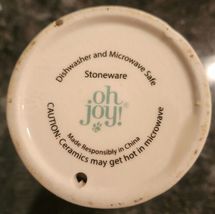 Dishwasher and Microwave Safe
Stoneware
oh
joy!®
Made Responsibly in China
CAUTION: Ceramics may get hot in microwave